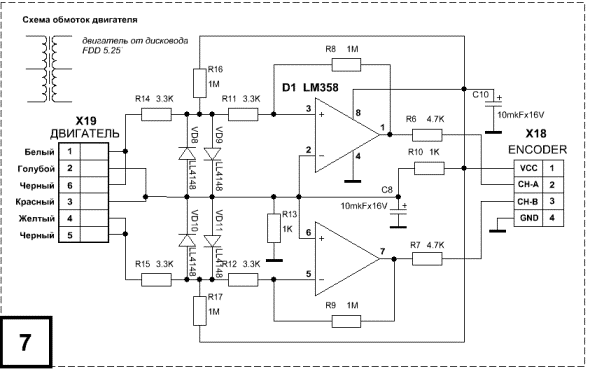 Схема обмоток двигателя
двигатель от дисковода
FDD 5.25'
R16
1M
R8 1M
D1 LM358
C10
+
10mkFx16V
X19
ДВИГАТЕЛЬ
R14 3.3K
R11 3.3K
3
+
8
1
R6 4.7K
X18
ENCODER
Белый 1
Голубой 2
Черный 6
Красный 3
Желтый 4
Черный 5
VD8
VD9
LL4148
LL4148
2
−
4
R10 1K
VCC 1
CH-A 2
CH-B 3
GND 4
C8
10mkFx16V
+
VD10
VD11
LL4148
LL4148
R13
1K
6
+
7
R7 4.7K
5
−
R15 3.3K
R12 3.3K
R17
1M
R9 1M
7